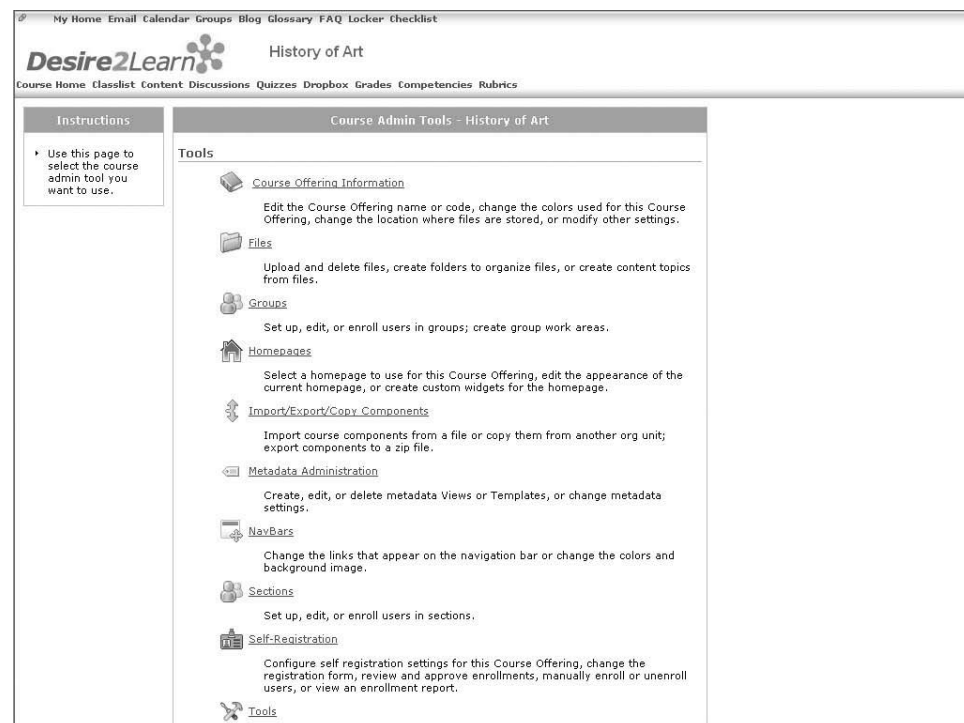 My Home Email Calendar Groups Blog Glossary FAQ Locker Checklist
Desire2Learn
History of Art
Course Home Classlist Content Discussions Quizzes Dropbox Grades Competencies Rubrics
Instructions
Use this page to
select the course
admin tool you
want to use.
Course Admin Tools - History of Art
Tools
Course Offering Information
Edit the Course Offering name or code, change the colors used for this Course
Offering, change the location where files are stored, or modify other settings.
Files
Upload and delete files, create folders to organize files, or create content topics
from files.
Groups
Set up, edit, or enroll users in groups; create group work areas.
Homepages
Select a homepage to use for this Course Offering, edit the appearance of the
current homepage, or create custom widgets for the homepage.
Import/Export/Copy Components
Import course components from a file or copy them from another org unit;
export components to a zip file.
Metadata Administration
Create, edit, or delete metadata Views or Templates, or change metadata
settings.
NavBars
Change the links that appear on the navigation bar or change the colors and
background image.
Sections
Set up, edit, or enroll users in sections.
Self-Registration
Configure self registration settings for this Course Offering, change the
registration form, review and approve enrollments, manually enroll or unenroll
users, or view an enrollment report.
Tools